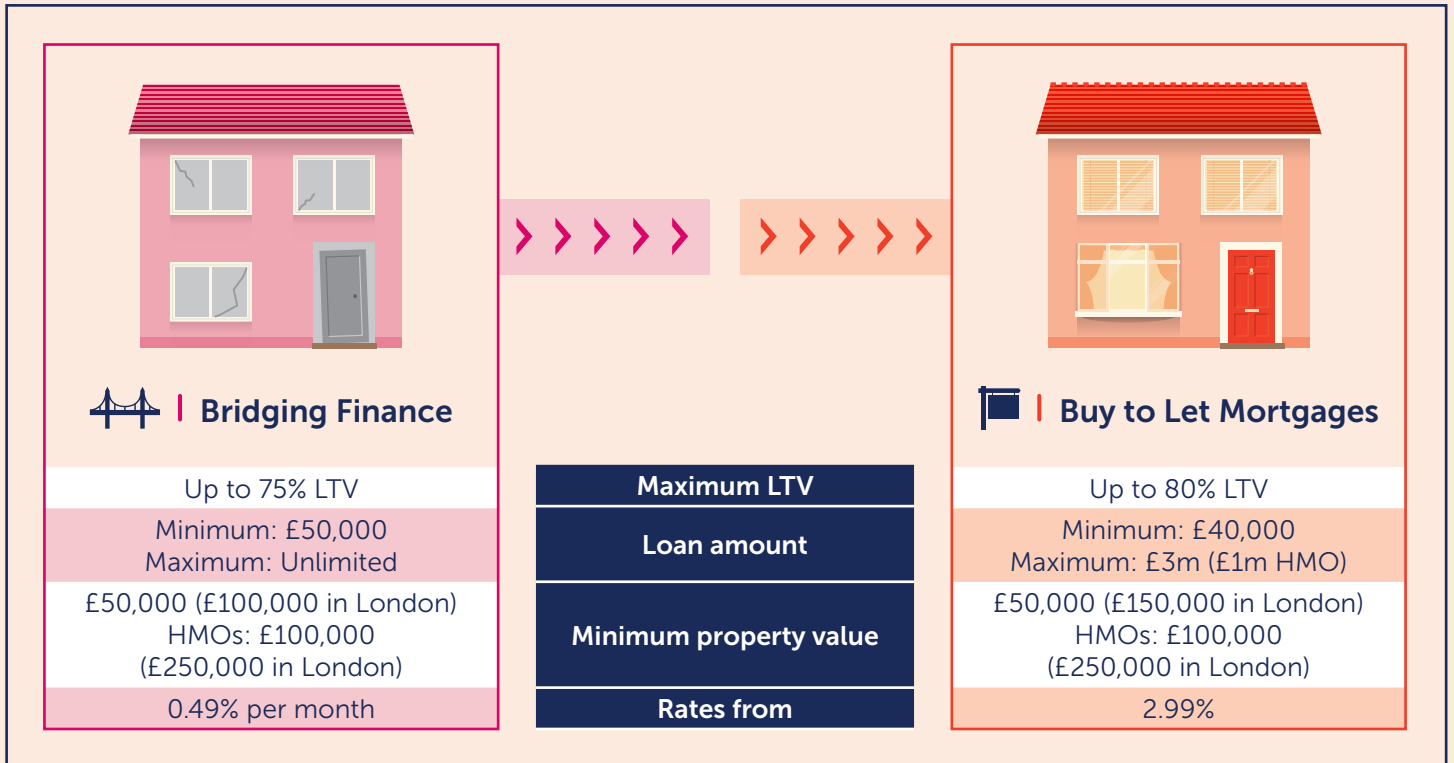 Bridging Finance
Up to 75% LTV
Minimum: £50,000
Maximum: Unlimited
£50,000 (£100,000 in London)
HMOs: £100,000
(£250,000 in London)
0.49% per month
Maximum LTV
Loan amount
Minimum property value
Rates from
Buy to Let Mortgages
Up to 80% LTV
Minimum: £40,000
Maximum: £3m (£1m HMO)
£50,000 (£150,000 in London)
HMOs: £100,000
(£250,000 in London)
2.99%